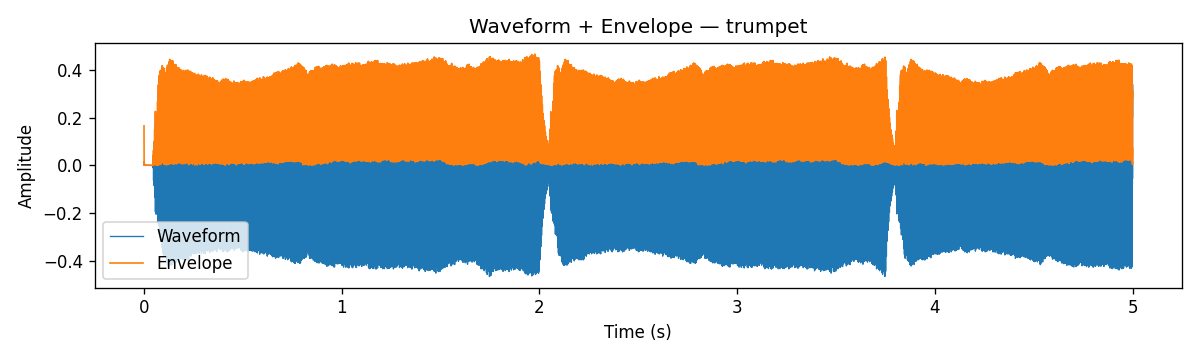 Waveform + Envelope — trumpet
0.4
0.2
0.0
−0.2
−0.4
Amplitude
Waveform
Envelope
0 1 2 3 4 5
Time (s)